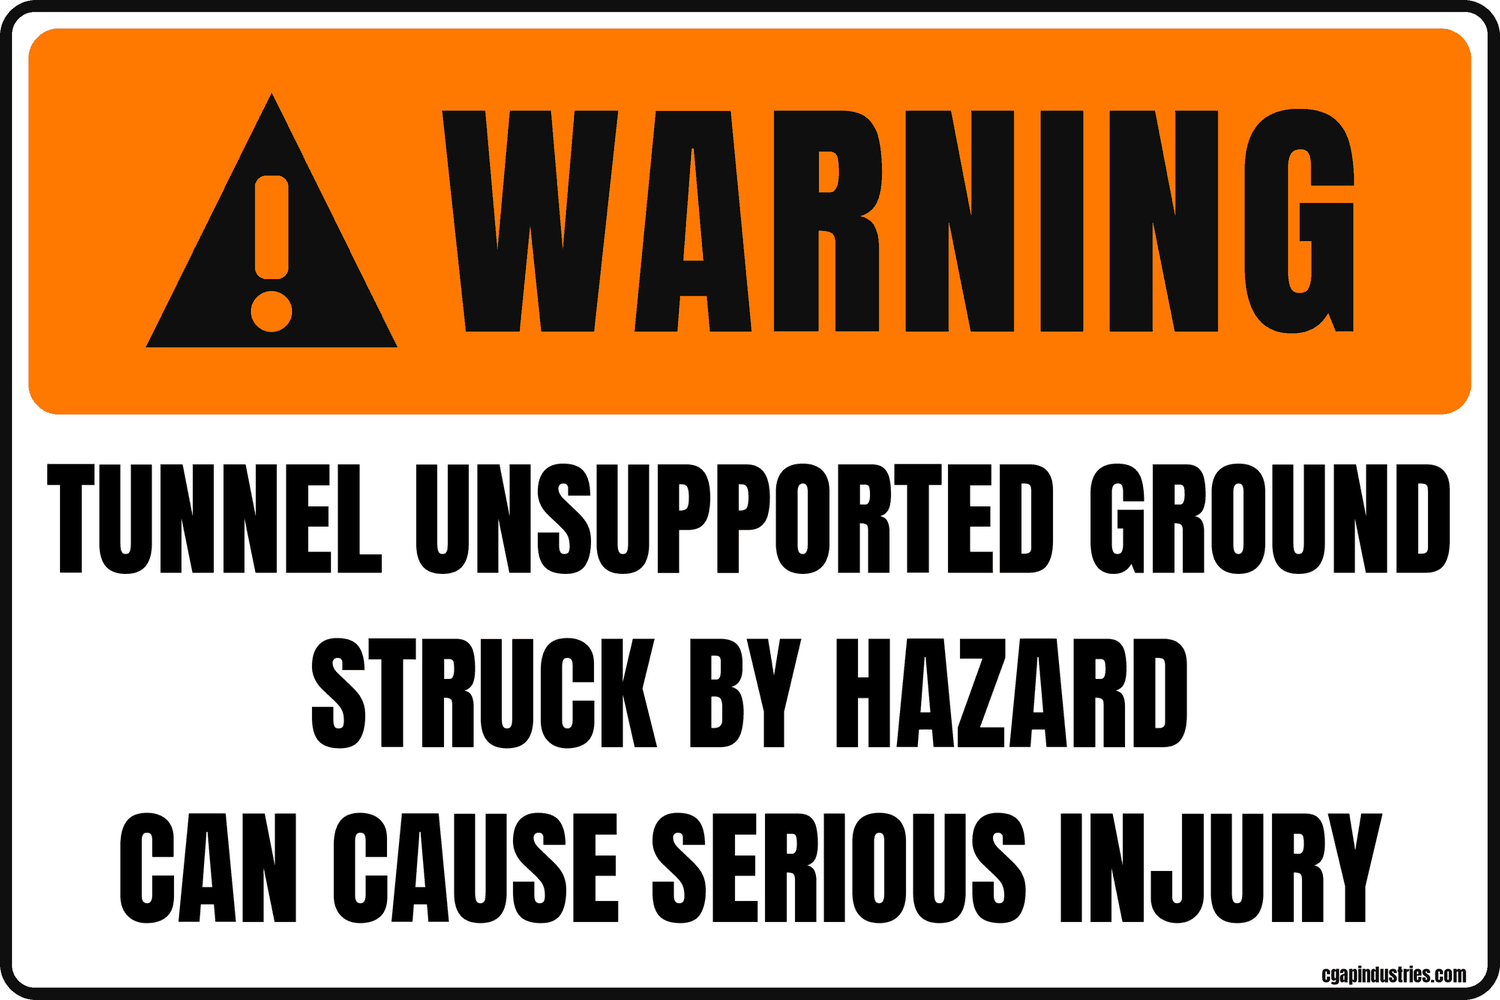 WARNING
TUNNEL UNSUPPORTED GROUND
STRUCK BY HAZARD
CAN CAUSE SERIOUS INJURY
cgapindustries.com